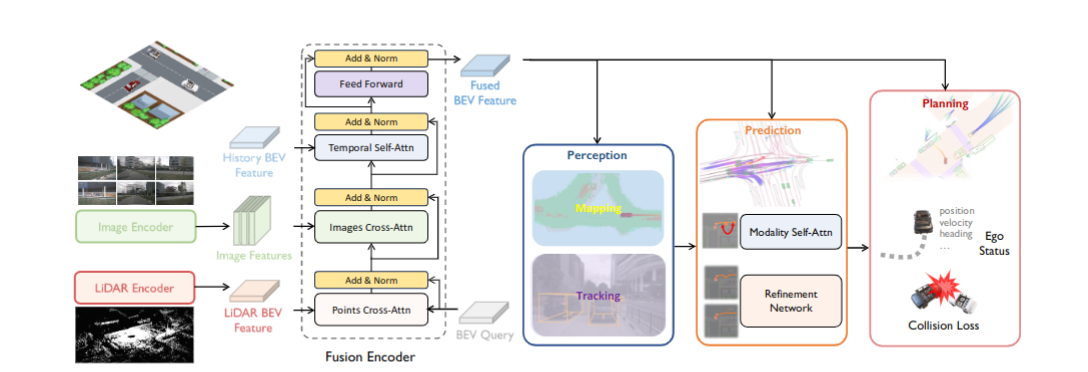 Add & Norm
Feed Forward
Fused
BEV Feature
Add & Norm
Temporal Self-Attn
History BEV
Feature
Image Encoder
Image Features
Add & Norm
Images Cross-Attn
LiDAR Encoder
LiDAR BEV
Feature
Add & Norm
Points Cross-Attn
BEV Query
Fusion Encoder
Perception
Mapping
Tracking
Prediction
Modality Self-Attn
Refinement
Network
Planning
position
velocity
heading
...
Ego
Status
Collision Loss